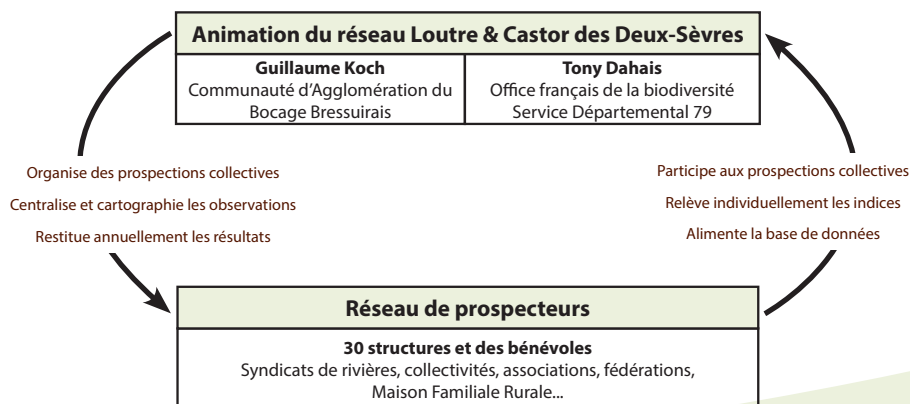 Animation du réseau Loutre & Castor des Deux-Sèvres
Guillaume Koch
Communauté d'Agglomération du
Bocage Bressuirais
Tony Dahais
Office français de la biodiversité
Service Départemental 79
Organise des prospections collectives
Centralise et cartographie les observations
Restitue annuellement les résultats
Participe aux prospections collectives
Relève individuellement les indices
Alimente la base de données
Réseau de prospecteurs
30 structures et des bénévoles
Syndicats de rivières, collectivités, associations, fédérations,
Maison Familiale Rurale...